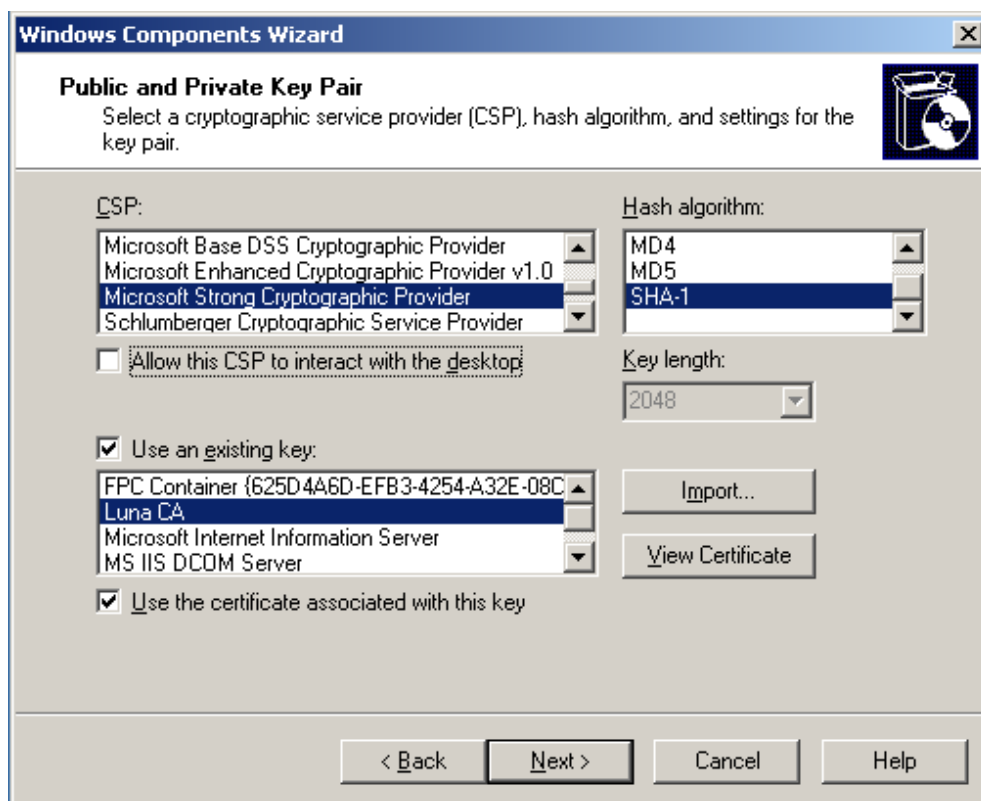 Windows Components Wizard
Public and Private Key Pair
Select a cryptographic service provider (CSP), hash algorithm, and settings for the
key pair.
CSP:
Microsoft Base DSS Cryptographic Provider
Microsoft Enhanced Cryptographic Provider v1.0
Microsoft Strong Cryptographic Provider
Schlumberger Cryptographic Service Provider
Allow this CSP to interact with the desktop
Hash algorithm:
MD4
MD5
SHA-1
Key length:
2048
Use an existing key:
FPC Container {625D4A6D-EFB3-4254-A32E-08C
Luna CA
Microsoft Internet Information Server
MS IIS DCOM Server
Import...
View Certificate
Use the certificate associated with this key
< Back
Next >
Cancel
Help